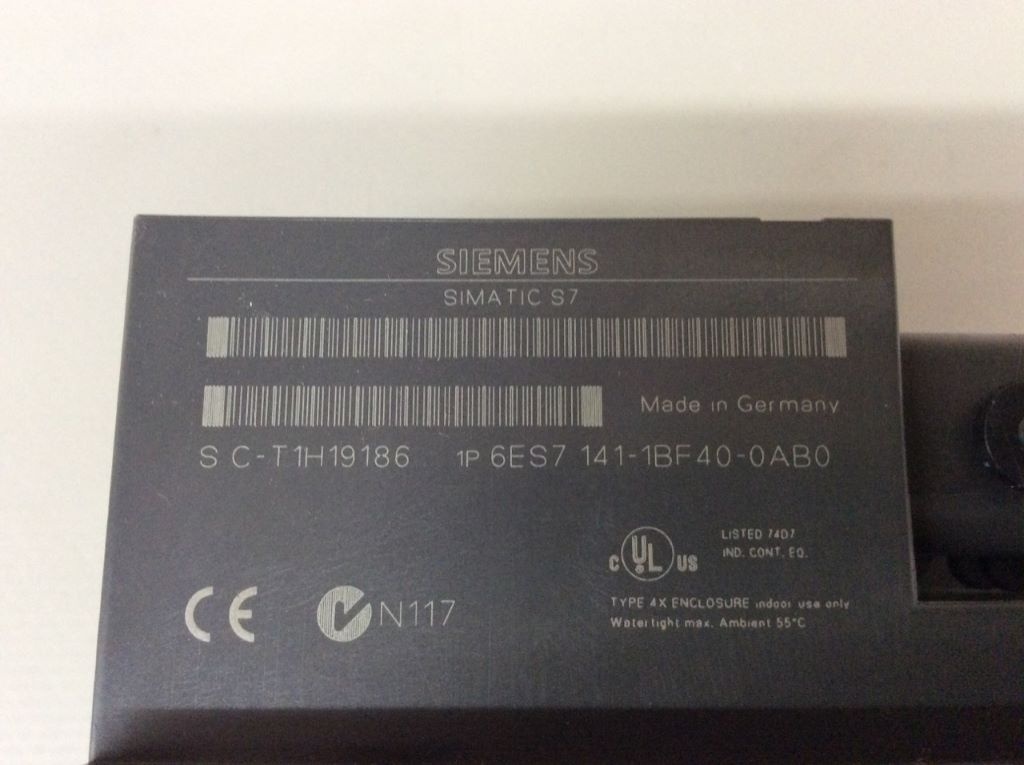 SIEMENS
SIMATIC S7
Made in Germany
S C-T1H19186 1P 6ES7 141-1BF40-0AB0
C UL US
LISTED 74D7
IND. CONT. EQ.
CE N117
TYPE 4X ENCLOSURE indoor use only
Watertight max. Ambient 55°C